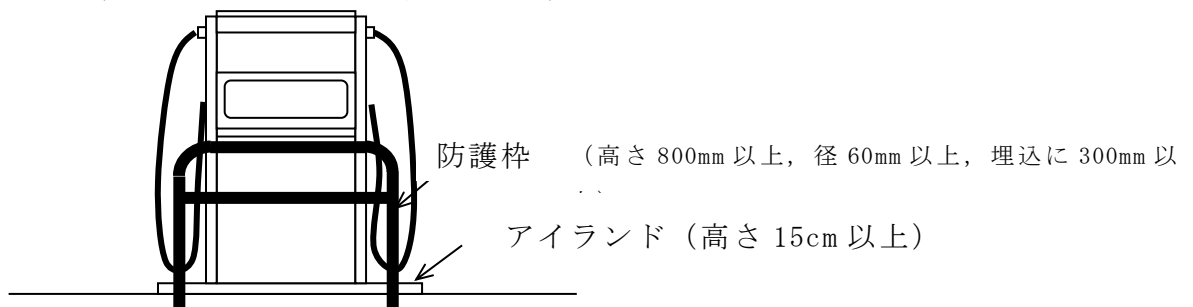 防護枠 （高さ 800mm 以上，径 60mm 以上，埋込に 300mm 以
アイランド（高さ 15cm 以上）